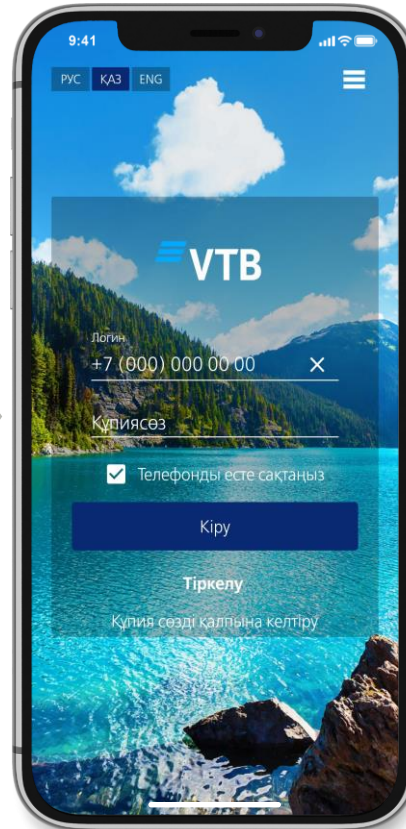 9:41
РУС ҚАЗ ENG
VTB
Логин
+7 (000) 000 00 00
Құпиясөз
Телефонды есте сақтаңыз
Кіру
Тіркелу
Құпия сөзді қалпына келтіру